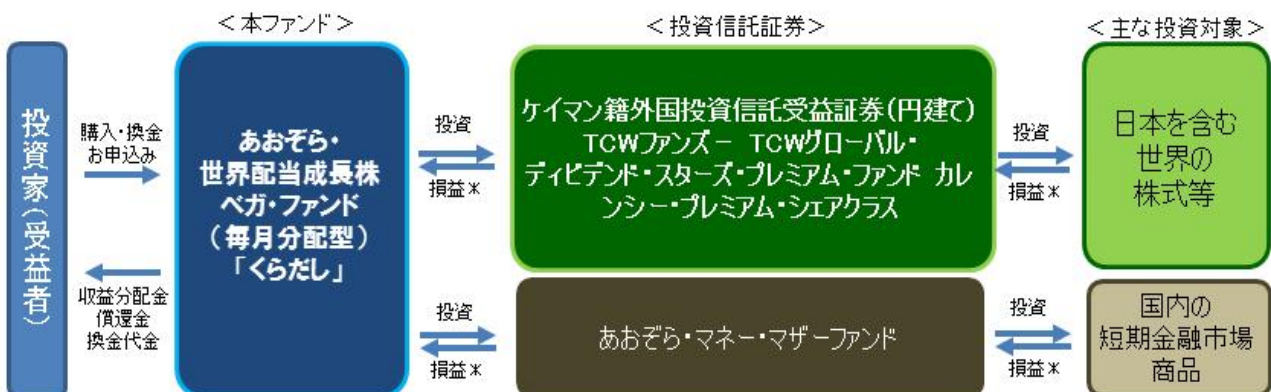 <本ファンド>
<投資信託証券>
<主な投資対象>
投資家(受益者)
購入・換金
お申込み
収益分配金
償還金
換金代金
あおぞら・
世界配当成長株
ベガ・ファンド
(毎月分配型)
「くらだし」
投資
損益*
ケイマン籍外国投資信託受益証券(円建て)
TCWファンズー TCWグローバル・
ディビデンド・スターズ・プレミアム・ファンド カレ
ンシー・プレミアム・シェアクラス
投資
損益*
日本を含む
世界の
株式等
投資
損益*
あおぞら・マネー・マザーファンド
投資
損益*
国内の
短期金融市場
商品